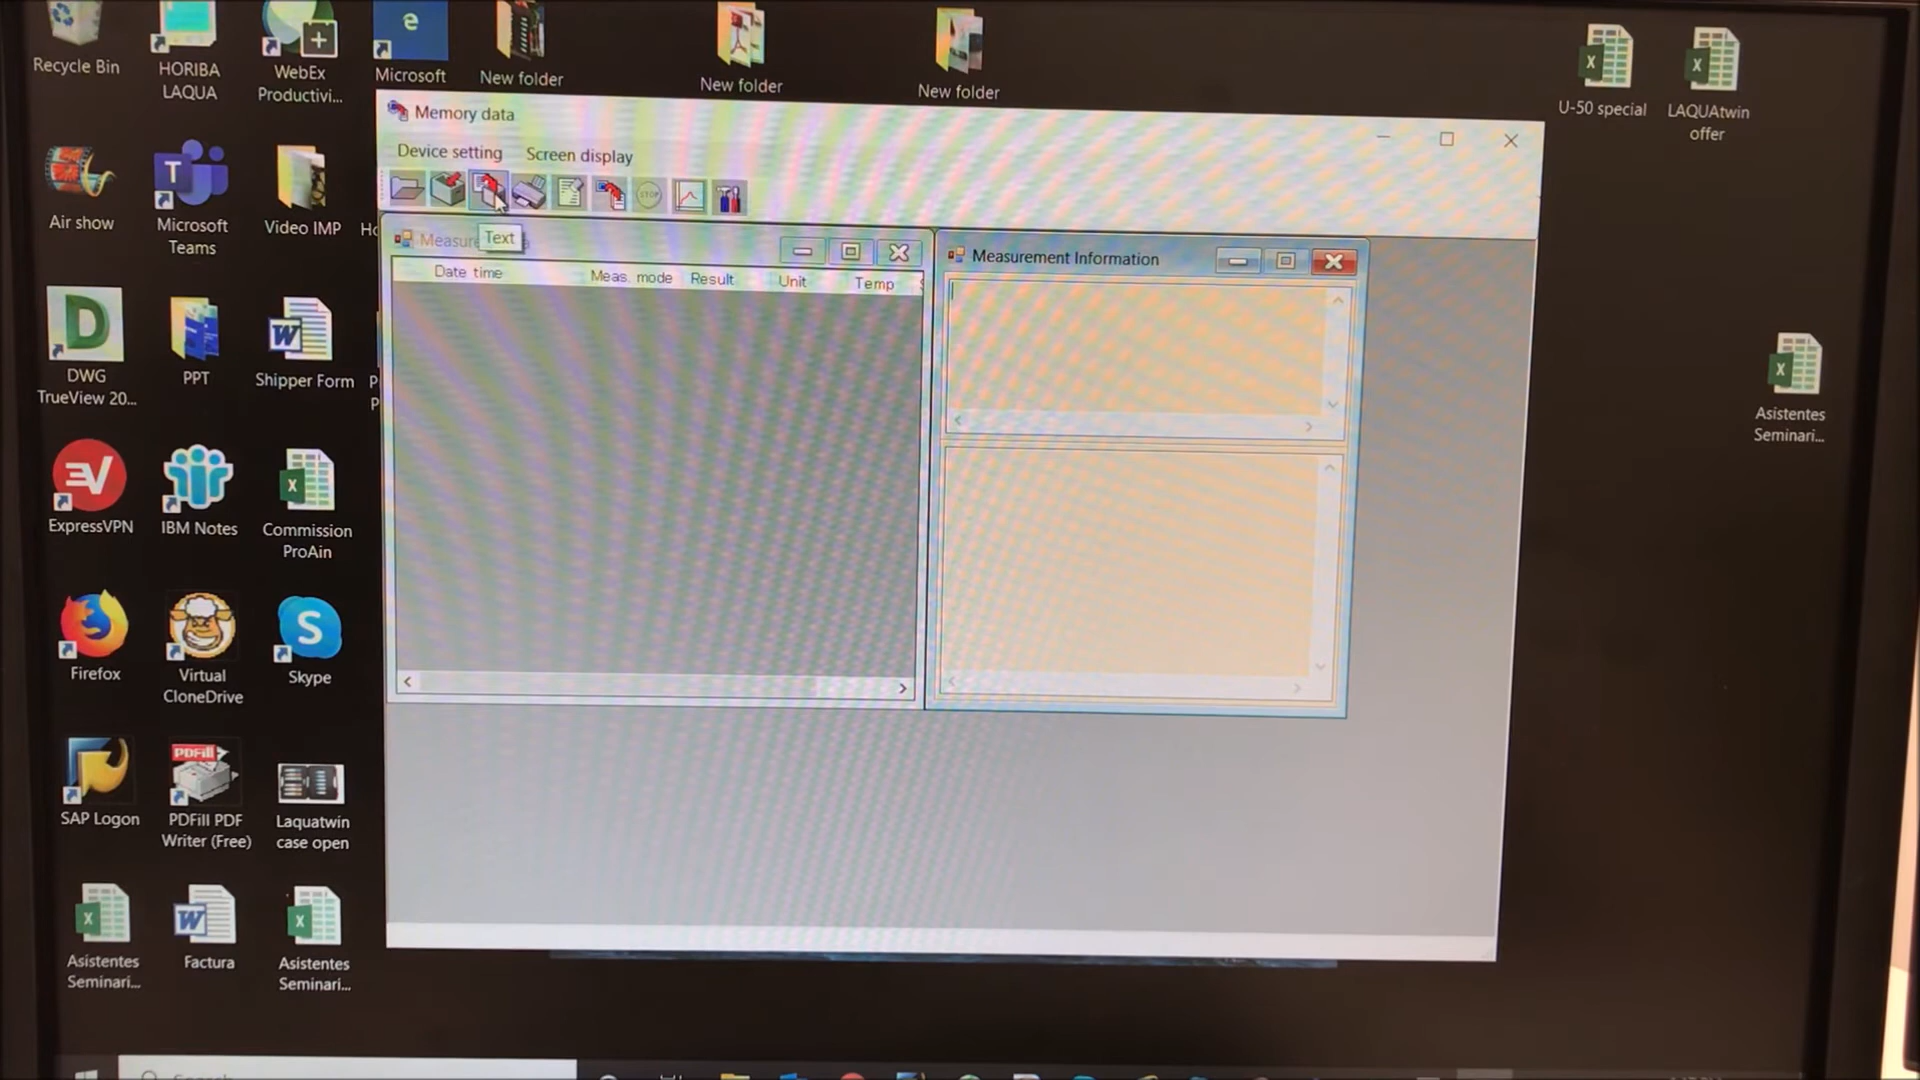 Recycle Bin
HORIBA
LAQUA
WebEx
Productivi...
Microsoft
New folder
New folder
New folder
U-50 special
LAQUAtwin
offer
Memory data
Device setting
Screen display
STOP
Text
Date time
Meas. mode
Result
Unit
Temp
Measurement Information
Air show
Microsoft
Teams
Video IMP
DWG
TrueView 20...
PPT
Shipper Form
Asistentes
Seminari...
ExpressVPN
IBM Notes
Commission
ProAin
Firefox
Virtual
CloneDrive
Skype
SAP Logon
PDFill
PDFill PDF
Writer (Free)
Laquatwin
case open
Asistentes
Seminari...
Factura
Asistentes
Seminari...